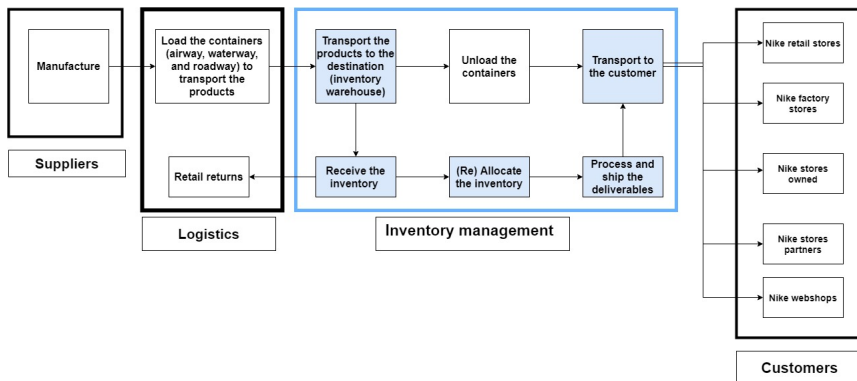 Manufacture
Load the containers
(airway, waterway,
and roadway) to
transport the
products
Transport the
products to the
destination
(inventory
warehouse)
Unload the
containers
Transport to
the customer
Nike retail stores
Nike factory
stores
Suppliers
Retail returns
Receive the
inventory
(Re) Allocate
the inventory
Process and
ship the
deliverables
Nike stores
owned
Logistics
Inventory management
Nike stores
partners
Nike webshops
Customers